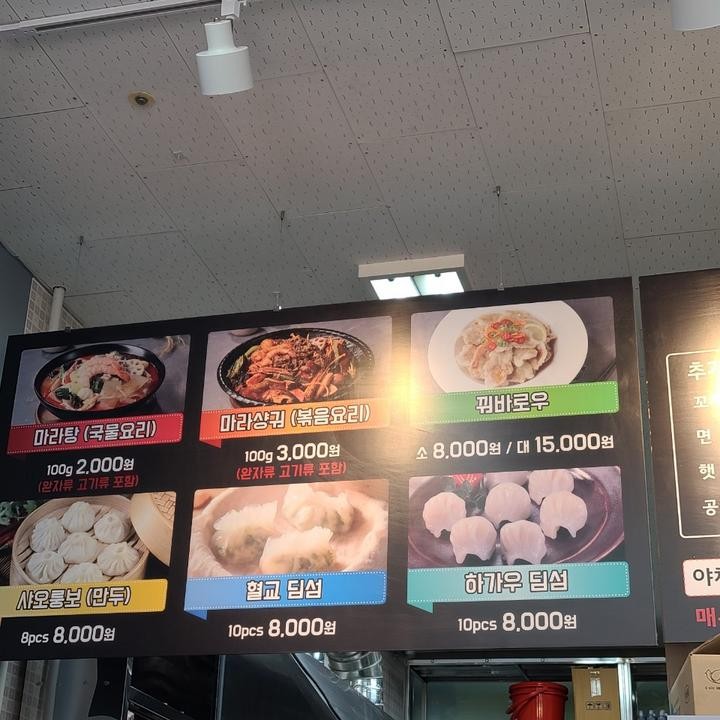 마라탕 (국물요리)
100g 2,000원
(완자류 고기류 포함)
마라샹궈 (볶음요리)
100g 3,000원
(완자류 고기류 포함)
꿔바로우
소 8,000원 / 대 15,000원
샤오롱보 (만두)
8pcs 8,000원
혈교 딤섬
10pcs 8,000원
하가우 딤섬
10pcs 8,000원
면
햇